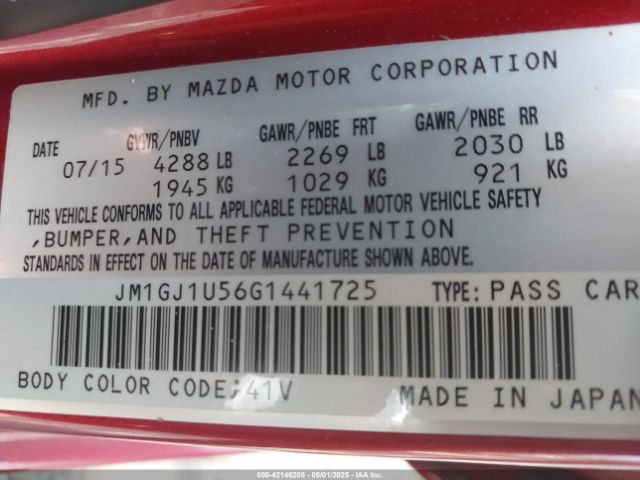 MFD. BY MAZDA MOTOR CORPORATION
DATE GVWR/PNBV GAWR/PNBE FRT GAWR/PNBE RR
07/15 4288 LB 2269 LB 2030 LB
1945 KG 1029 KG 921 KG
THIS VEHICLE CONFORMS TO ALL APPLICABLE FEDERAL MOTOR VEHICLE SAFETY
,BUMPER,AND THEFT PREVENTION
STANDARDS IN EFFECT ON THE DATE OF MANUFACTURE SHOWN ABOVE.
JM1GJ1U56G1441725 TYPE: PASS CAR
BODY COLOR CODE:41V MADE IN JAPAN
000-42146205 - 05/01/2025 - IAAI, Inc.